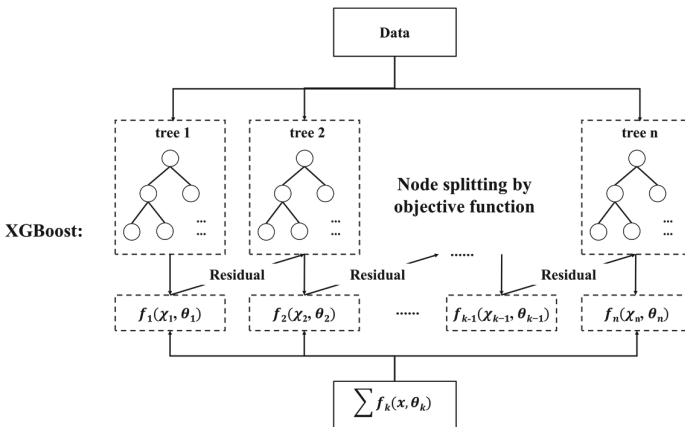 Data
tree 1
tree 2
tree n
...
...
...
...
...
...
Node splitting by
objective function
XGBoost:
......
Residual
Residual
Residual
f₁(χ₁, θ₁)
f₂(χ₂, θ₂)
......
fₖ₋₁(χₖ₋₁, θₖ₋₁)
fₙ(χₙ, θₙ)
∑ fₖ(x, θₖ)